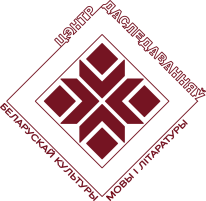 ЦЭНТР
ДАСЛЕДАВАННЯЎ
БЕЛАРУСКАЙ КУЛЬТУРЫ
МОВЫ І ЛІТАРАТУРЫ